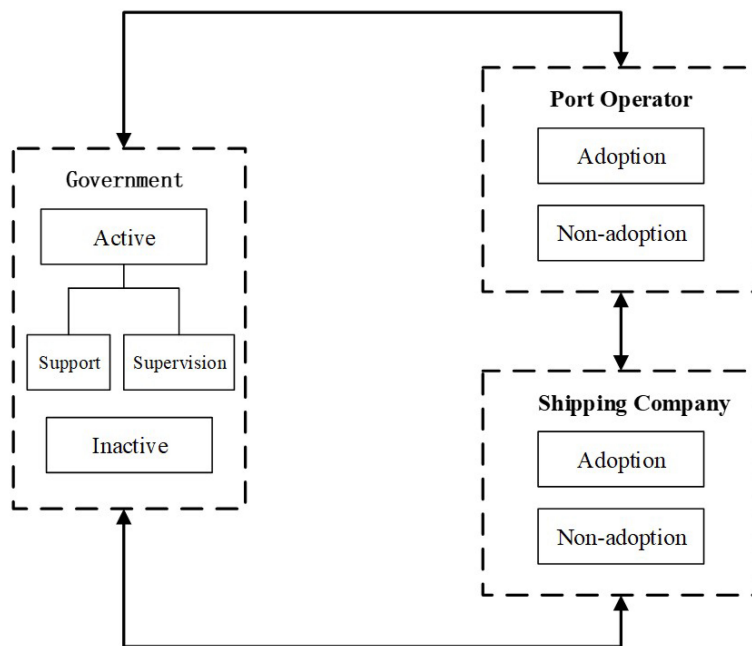 Government
Active
Support
Supervision
Inactive
Port Operator
Adoption
Non-adoption
Shipping Company
Adoption
Non-adoption